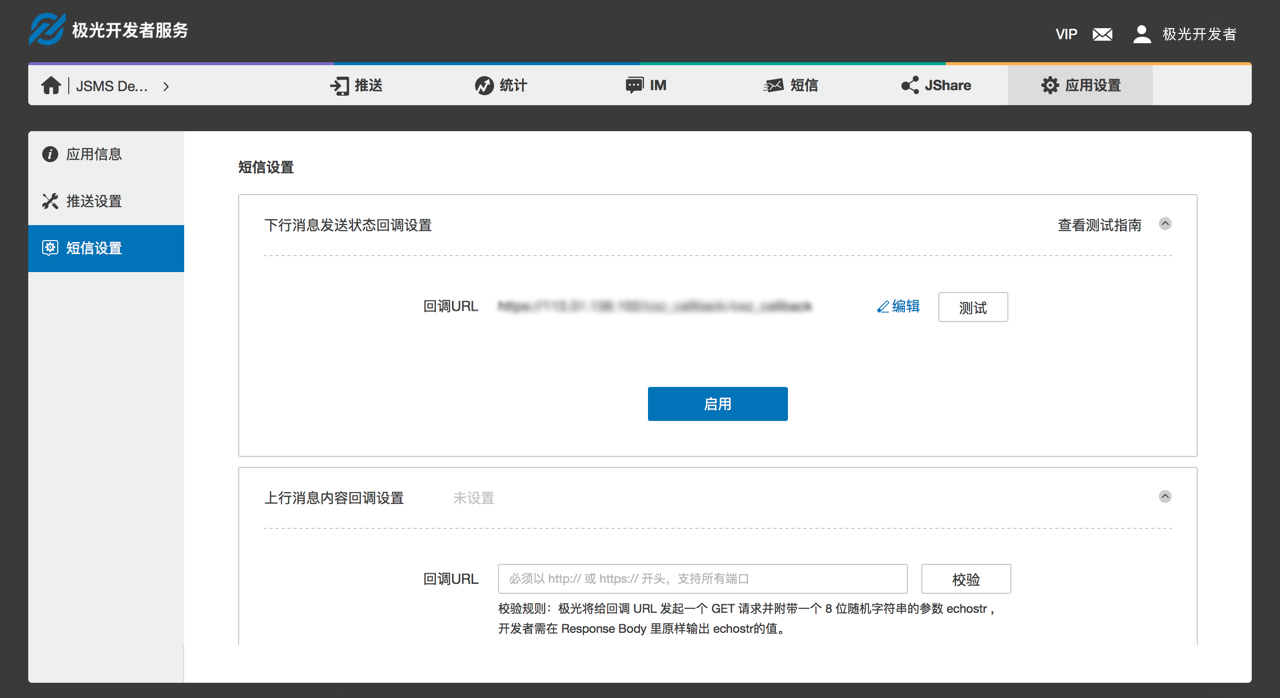 极光开发者服务
VIP 极光开发者
JSMS De... 推送 统计 IM 短信 JShare 应用设置
应用信息
推送设置
短信设置
短信设置
下行消息发送状态回调设置 查看测试指南
回调URL 编辑 测试
启用
上行消息内容回调设置 未设置
回调URL 必须以 http:// 或 https:// 开头，支持所有端口 校验
校验规则：极光将给回调 URL 发起一个 GET 请求并附带一个 8 位随机字符串的参数 echostr ，
开发者需在 Response Body 里原样输出 echostr的值。